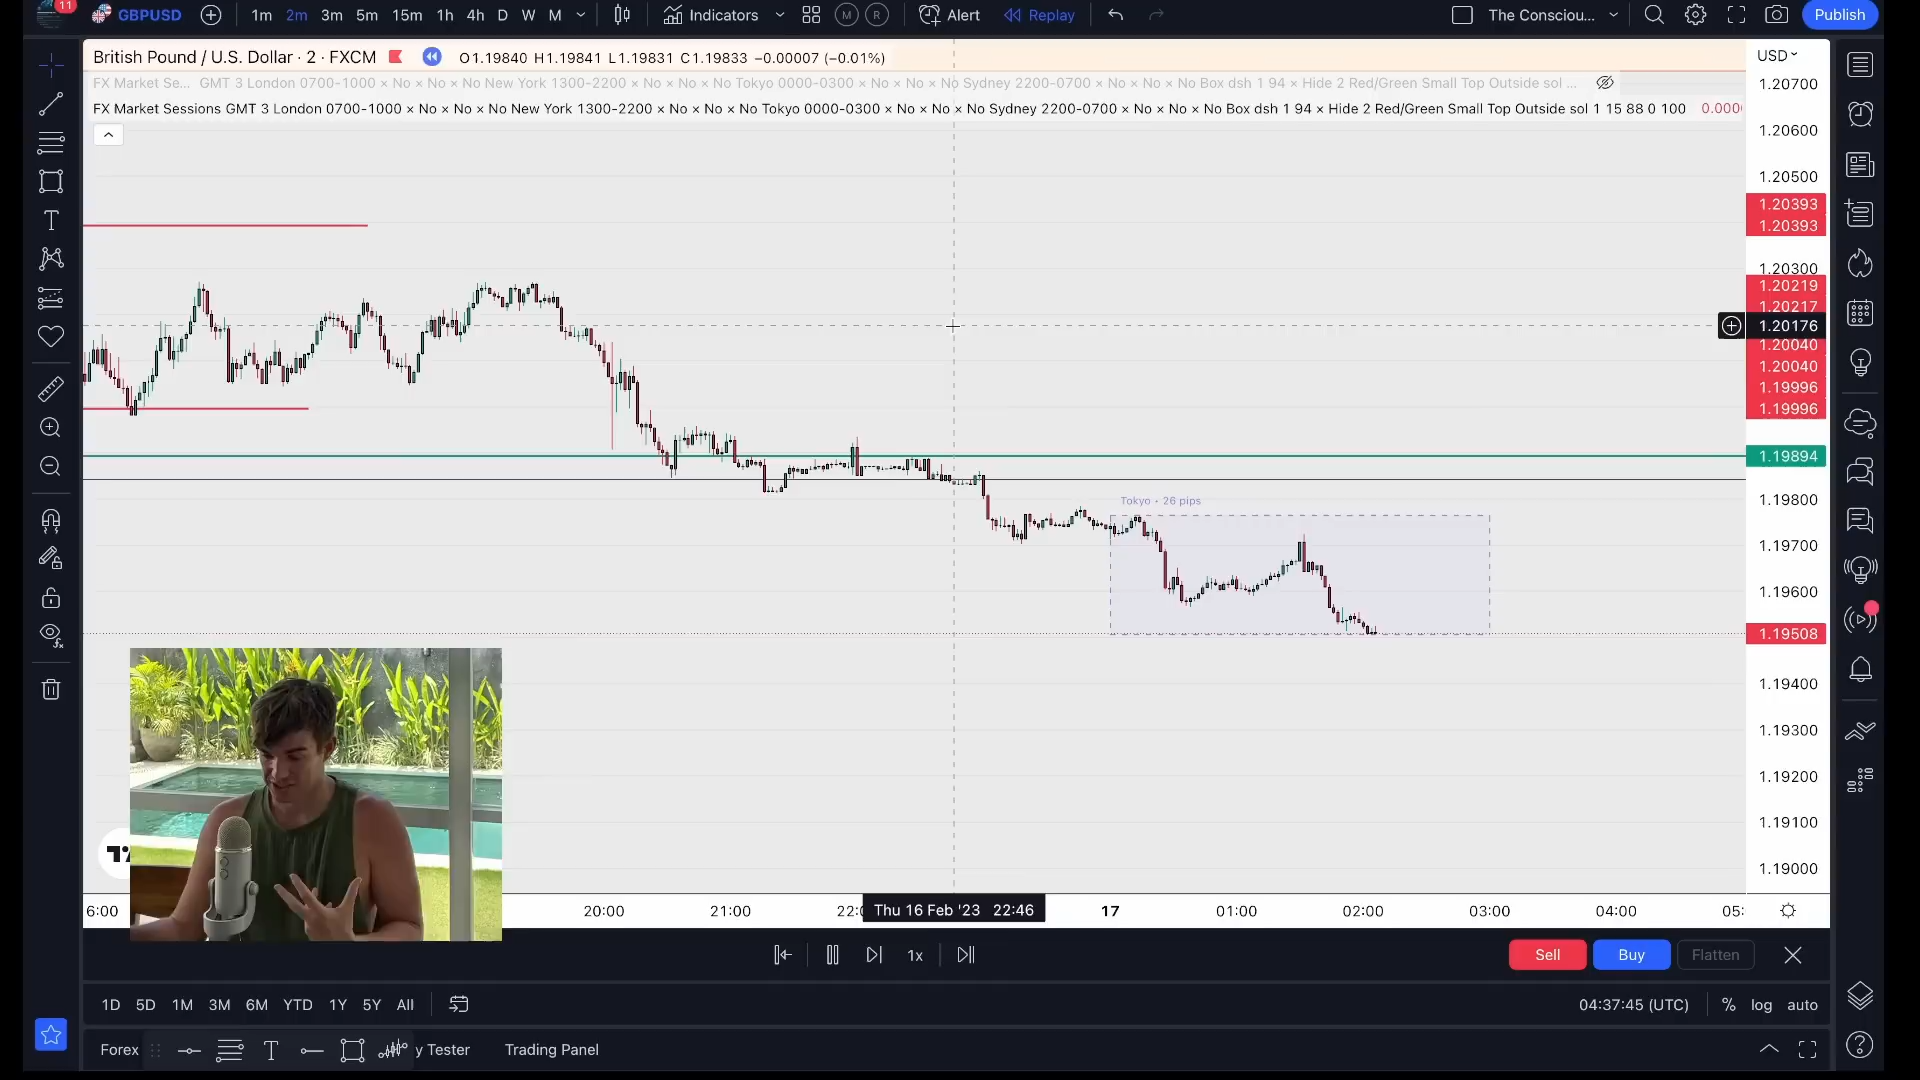 11
GBPUSD
1m 2m 3m 5m 15m 1h 4h D W M
Indicators
M
R
Alert
Replay
The Consciou...
Publish
British Pound / U.S. Dollar · 2 · FXCM
O1.19840 H1.19841 L1.19831 C1.19833 −0.00007 (−0.01%)
USD
FX Market Se... GMT 3 London 0700-1000 × No × No × No New York 1300-2200 × No × No × No Tokyo 0000-0300 × No × No × No Sydney 2200-0700 × No × No × No Box dsh 1 94 × Hide 2 Red/Green Small Top Outside sol ...
FX Market Sessions GMT 3 London 0700-1000 × No × No × No New York 1300-2200 × No × No × No Tokyo 0000-0300 × No × No × No Sydney 2200-0700 × No × No × No Box dsh 1 94 × Hide 2 Red/Green Small Top Outside sol 1 15 88 0 100 0.000
1.20700
1.20600
1.20500
1.20393
1.20393
1.20300
1.20219
1.20217
1.20176
1.20040
1.20040
1.19996
1.19996
1.19894
1.19800
Tokyo · 26 pips
1.19700
1.19600
1.19508
1.19400
1.19300
1.19200
1.19100
1.19000
6:00
20:00
21:00
22:
Thu 16 Feb '23 22:46
17
01:00
02:00
03:00
04:00
05:
1x
Sell
Buy
Flatten
1D 5D 1M 3M 6M YTD 1Y 5Y All
04:37:45 (UTC)
% log auto
Forex
y Tester
Trading Panel